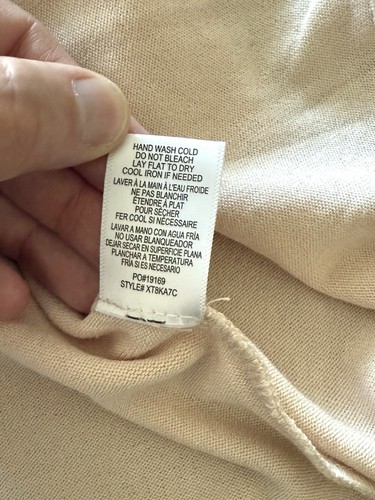 HAND WASH COLD
DO NOT BLEACH
LAY FLAT TO DRY
COOL IRON IF NEEDED
LAVER À LA MAIN À L'EAU FROIDE
NE PAS BLANCHIR
ÉTENDRE À PLAT
POUR SÉCHER
FER COOL SI NÉCESSAIRE
LAVAR A MANO CON AGUA FRÍA
NO USAR BLANQUEADOR
DEJAR SECAR EN SUPERFICIE PLANA
PLANCHAR A TEMPERATURA
FRÍA SI ES NECESARIO
PO#19169
STYLE# XT8KA7C